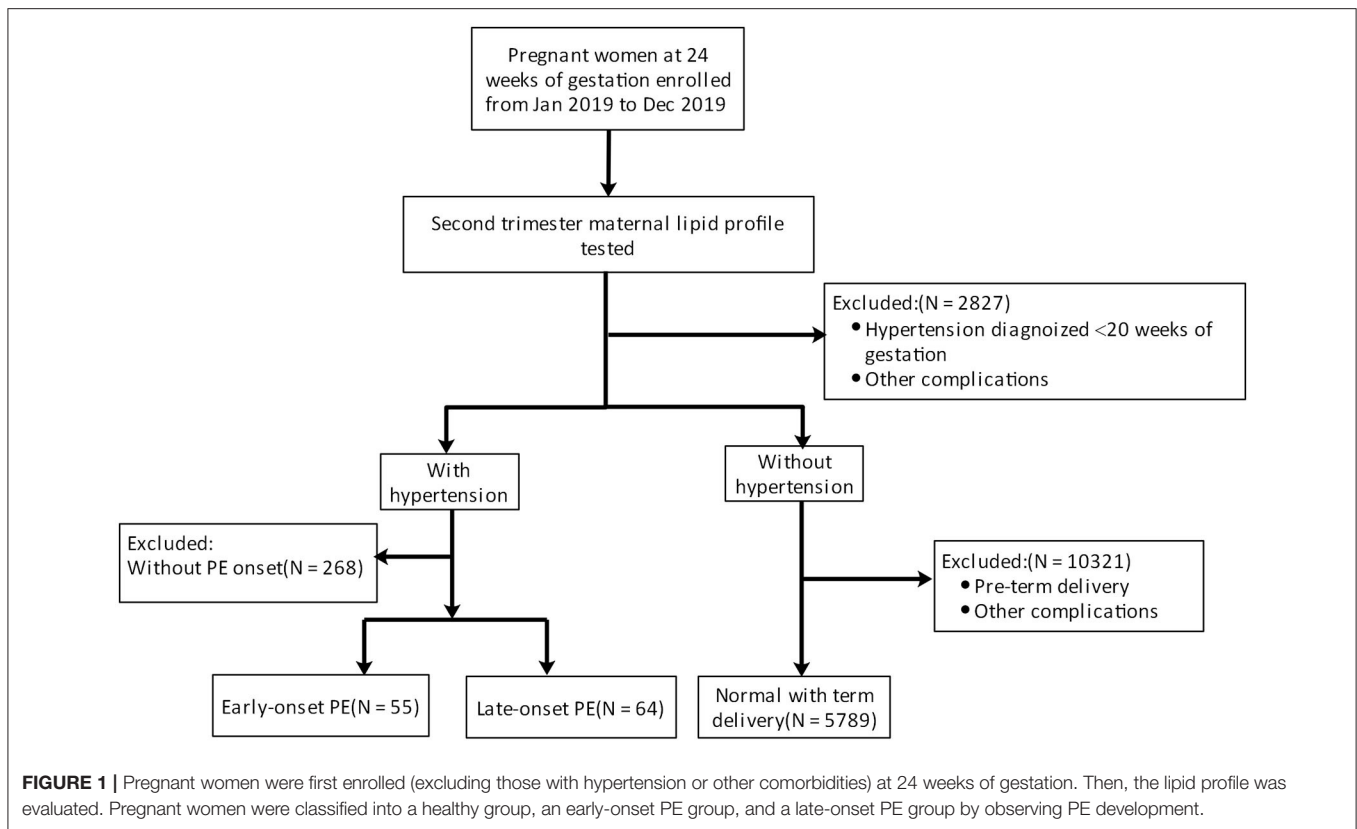 Pregnant women at 24
weeks of gestation enrolled
from Jan 2019 to Dec 2019
Second trimester maternal lipid profile
tested
Excluded:(N = 2827)
• Hypertension diagnoized <20 weeks of
gestation
• Other complications
With
hypertension
Without
hypertension
Excluded:
Without PE onset(N = 268)
Excluded:(N = 10321)
• Pre-term delivery
• Other complications
Early-onset PE(N = 55)
Late-onset PE(N = 64)
Normal with term
delivery(N = 5789)
FIGURE 1 | Pregnant women were first enrolled (excluding those with hypertension or other comorbidities) at 24 weeks of gestation. Then, the lipid profile was
evaluated. Pregnant women were classified into a healthy group, an early-onset PE group, and a late-onset PE group by observing PE development.